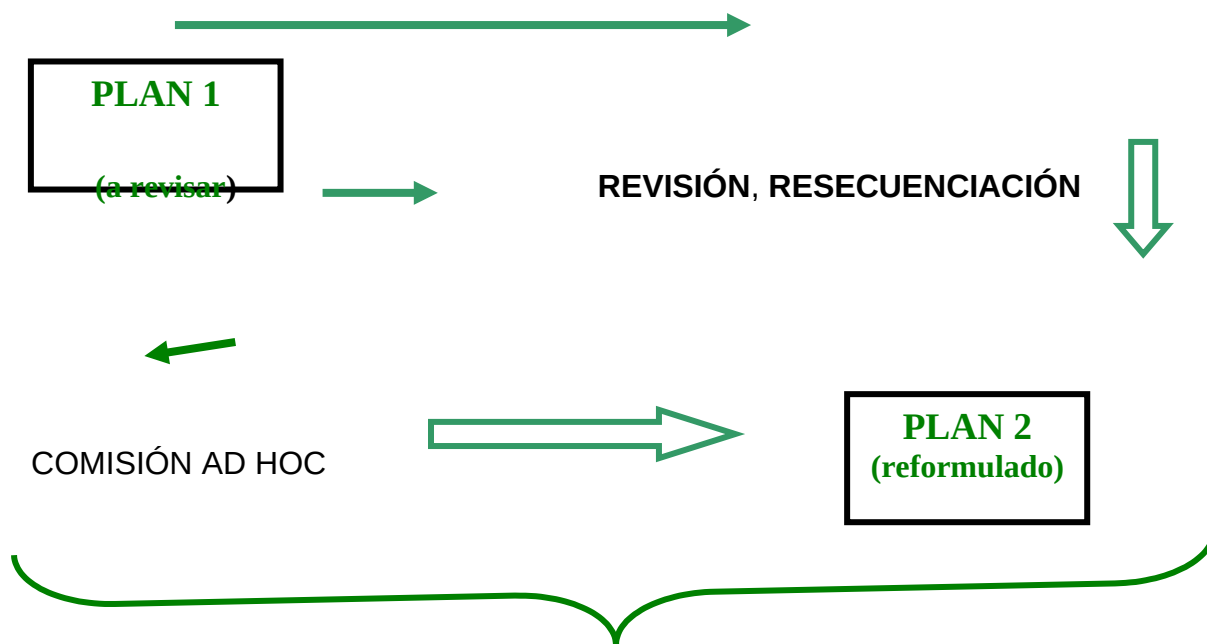 PLAN 1
(a revisar)
REVISIÓN, RESECUENCIACIÓN
COMISIÓN AD HOC
PLAN 2
(reformulado)